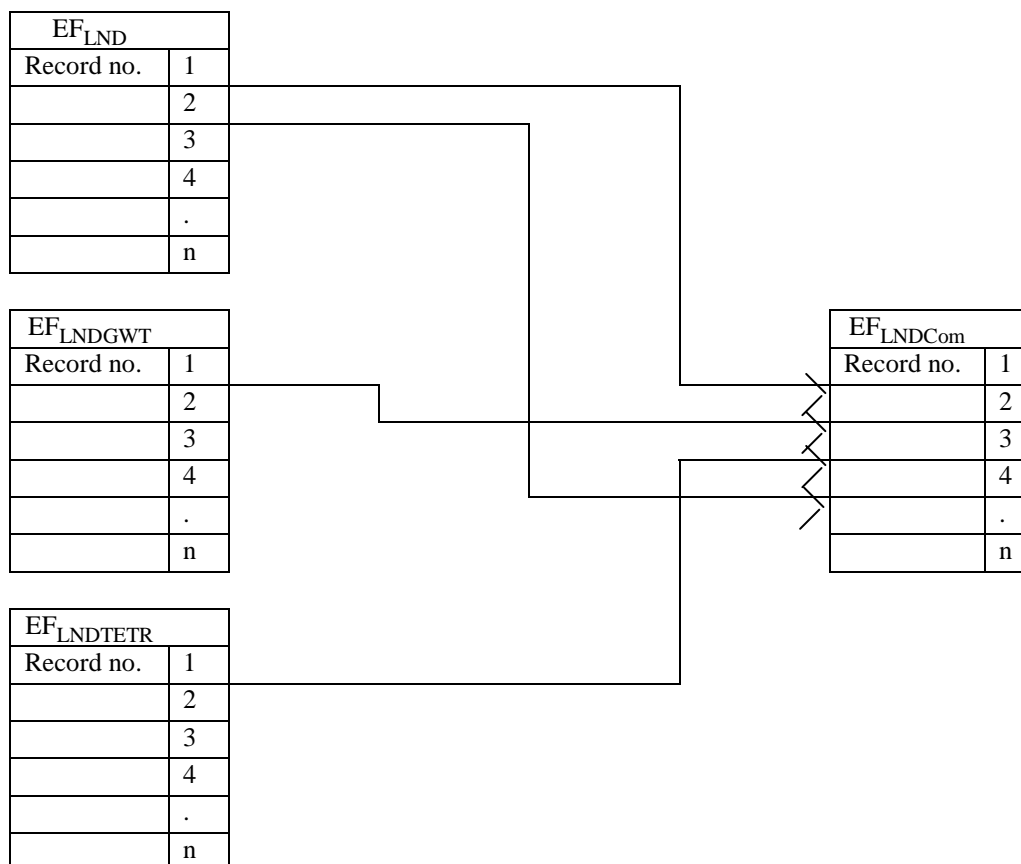 EFLND
Record no. 1
2
3
4
.
n
EFLNDGWT
Record no. 1
2
3
4
.
n
EFLNDCom
Record no. 1
2
3
4
.
n
EFLNDTETR
Record no. 1
2
3
4
.
n